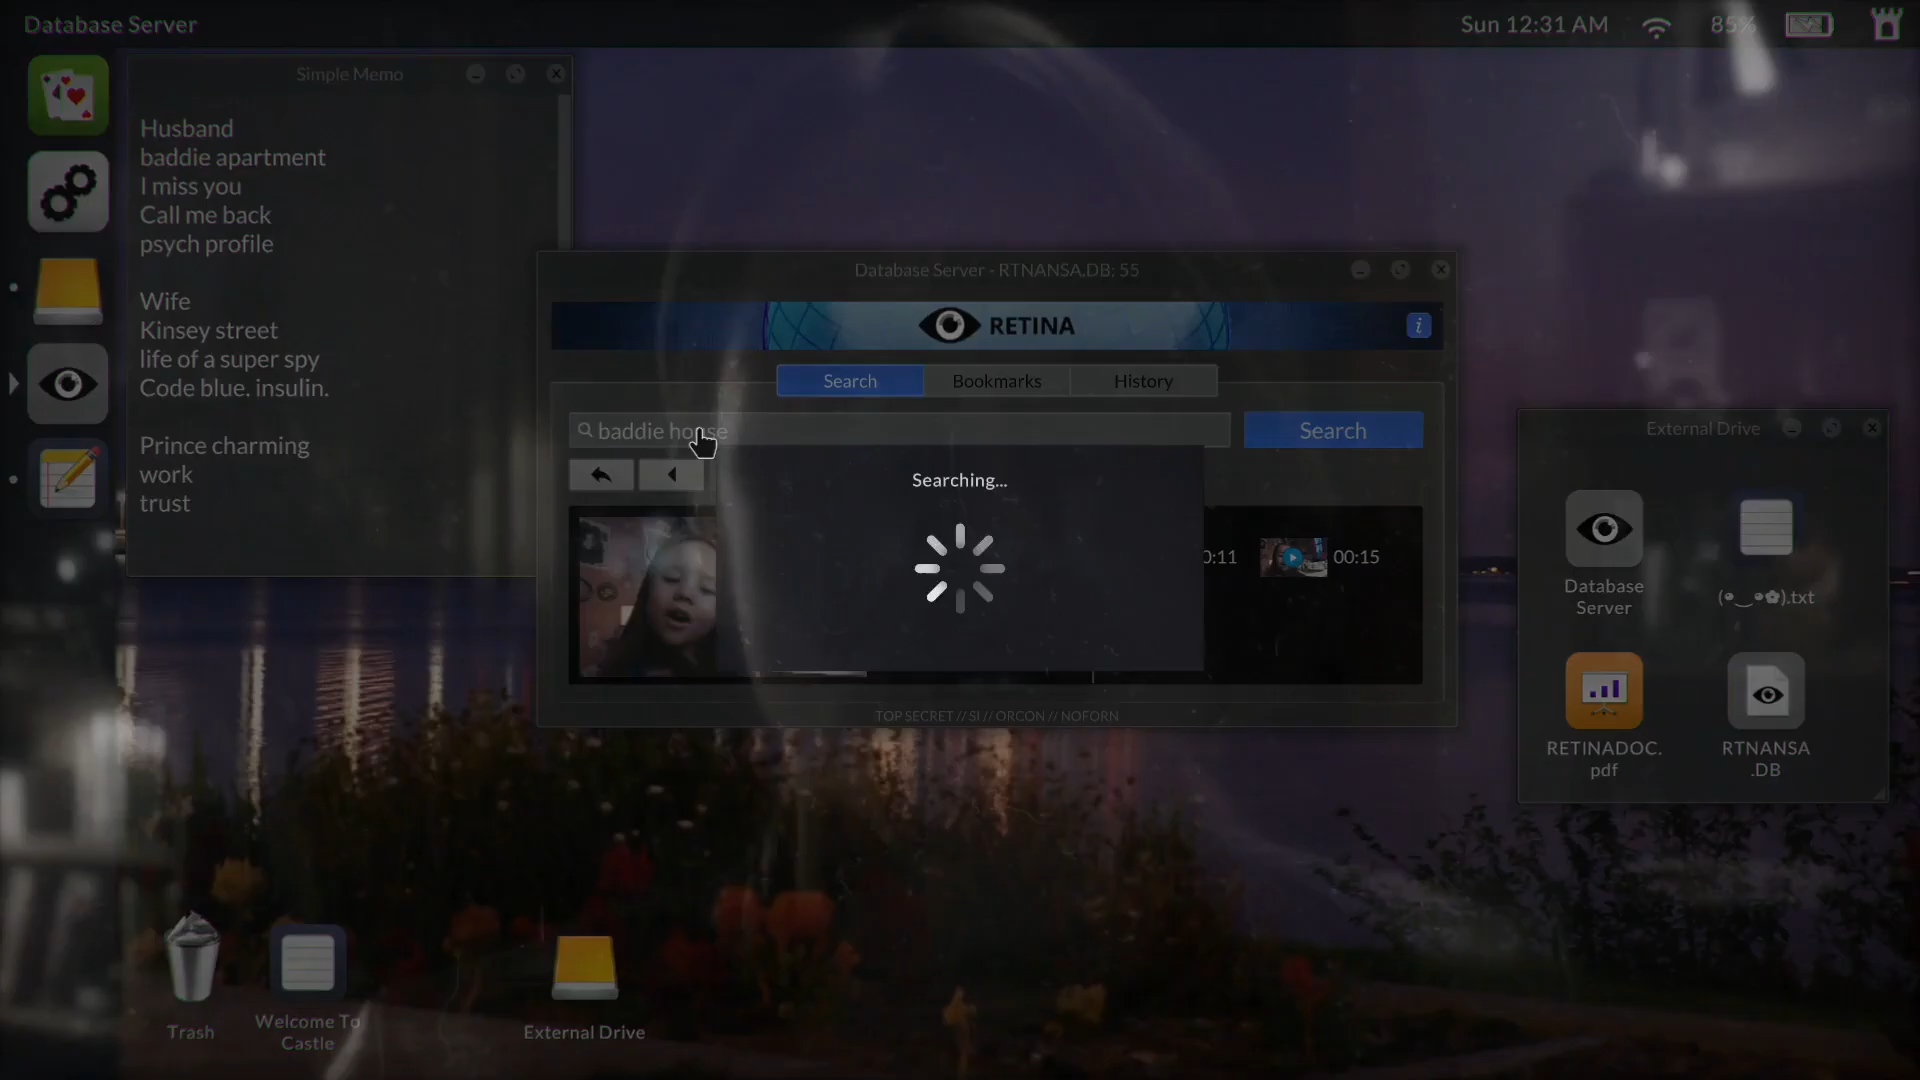 Database Server
Sun 12:31 AM
85%
Simple Memo
Husband
baddie apartment
I miss you
Call me back
psych profile
Wife
Kinsey street
life of a super spy
Code blue. insulin.
Prince charming
work
trust
Database Server - RTNANSA.DB: 55
RETINA
i
Search
Bookmarks
History
baddie house
Search
Searching...
0:11
00:15
TOP SECRET // SI // ORCON // NOFORN
External Drive
Database
Server
(•‿•✿).txt
RETINADOC.
pdf
RTNANSA
.DB
Trash
Welcome To
Castle
External Drive